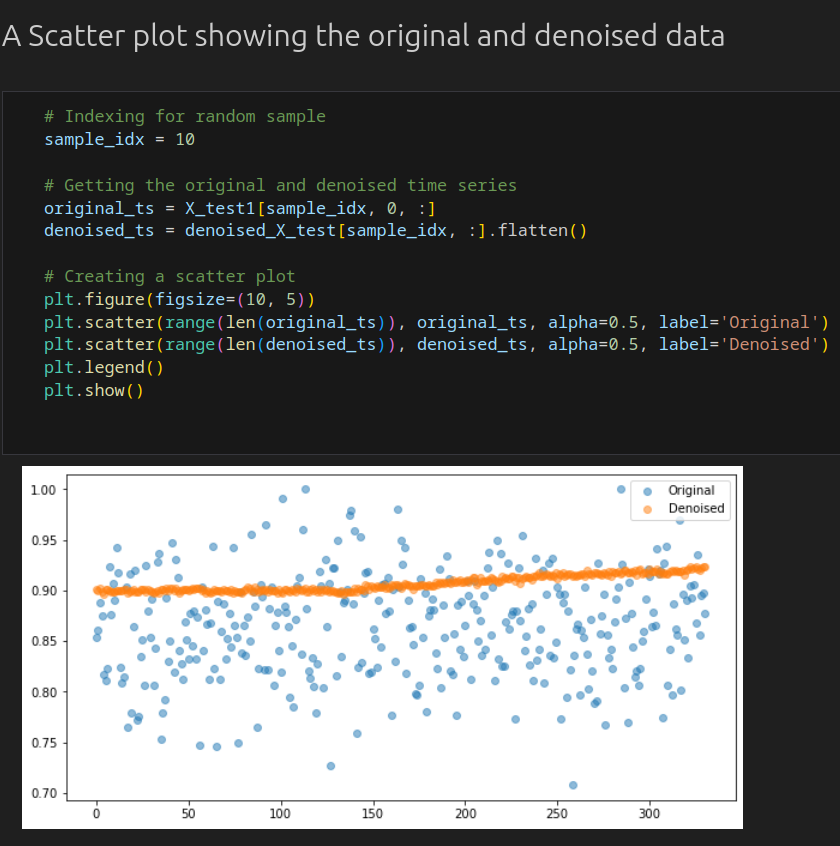 A Scatter plot showing the original and denoised data
# Indexing for random sample
sample_idx = 10
# Getting the original and denoised time series
original_ts = X_test1[sample_idx, 0, :]
denoised_ts = denoised_X_test[sample_idx, :].flatten()
# Creating a scatter plot
plt.figure(figsize=(10, 5))
plt.scatter(range(len(original_ts)), original_ts, alpha=0.5, label='Original')
plt.scatter(range(len(denoised_ts)), denoised_ts, alpha=0.5, label='Denoised')
plt.legend()
plt.show()
Original
Denoised
1.00
0.95
0.90
0.85
0.80
0.75
0.70
0 50 100 150 200 250 300